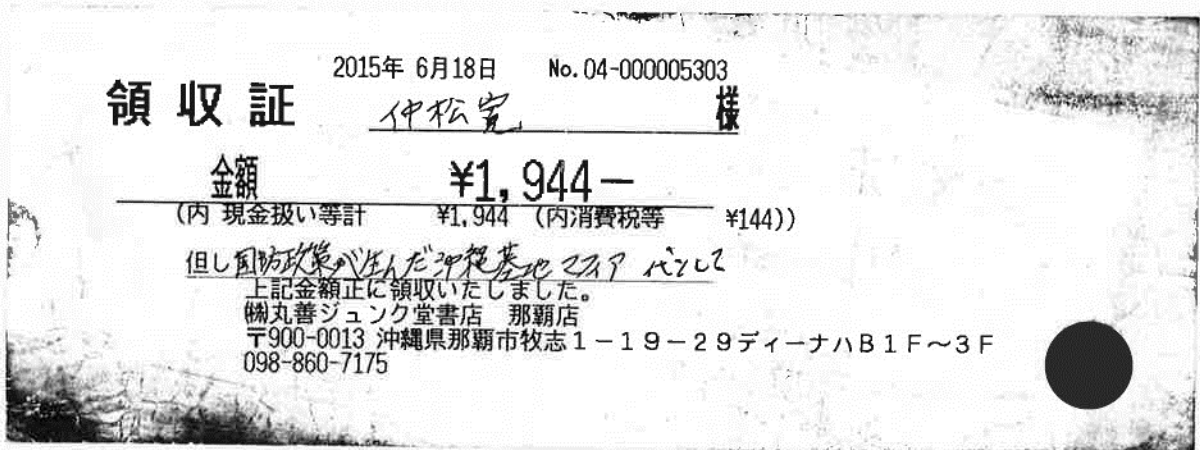 2015年 6月18日 No.04-000005303
領収証 仲松寛 様
金額 ¥1,944－
(内 現金扱い等計 ¥1,944 (内消費税等 ¥144))
但し 国防政策が生んだ沖縄基地マフィア 代として
上記金額正に領収いたしました。
㈱丸善ジュンク堂書店 那覇店
〒900-0013 沖縄県那覇市牧志１－１９－２９ディーナハＢ１Ｆ～３Ｆ
098-860-7175